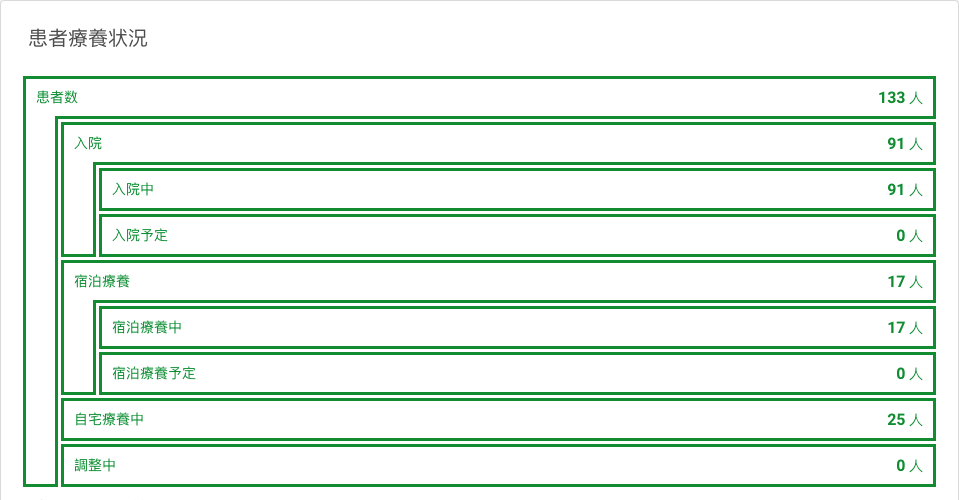 患者療養状況
患者数 133 人
入院 91 人
入院中 91 人
入院予定 0 人
宿泊療養 17 人
宿泊療養中 17 人
宿泊療養予定 0 人
自宅療養中 25 人
調整中 0 人